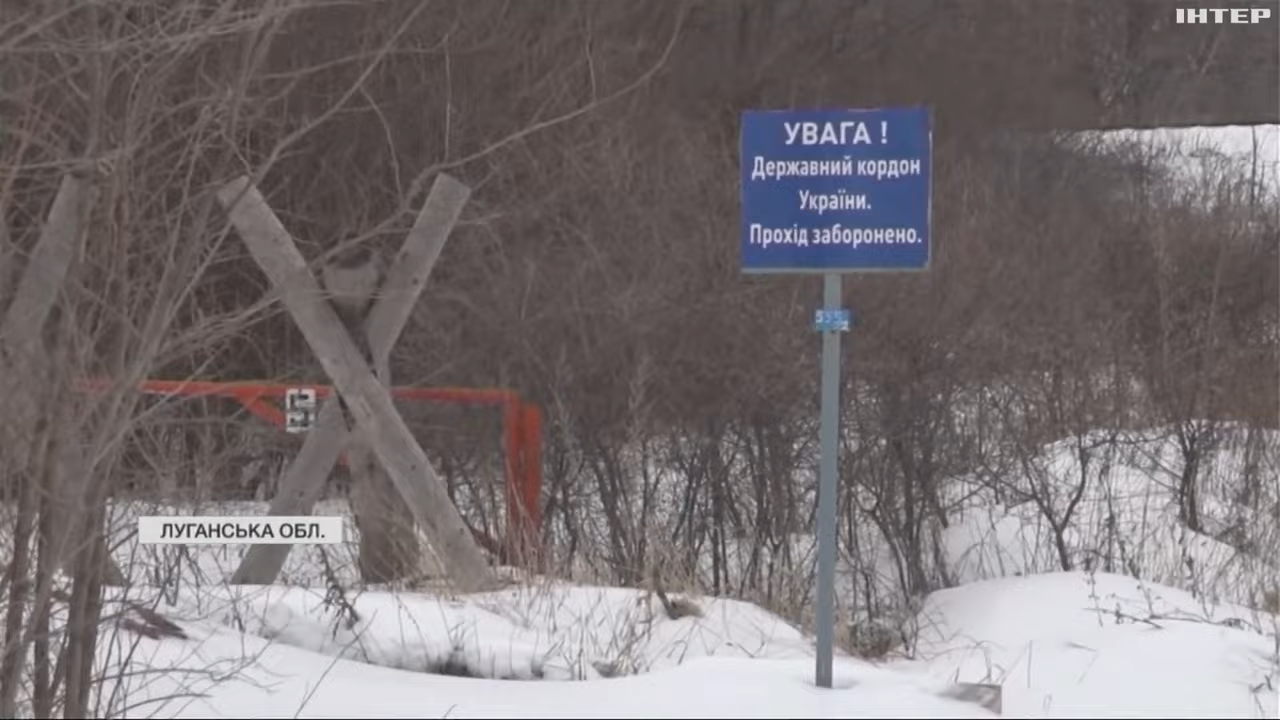 ІНТЕР
УВАГА !
Державний кордон
України.
Прохід заборонено.
ЛУГАНСЬКА ОБЛ.